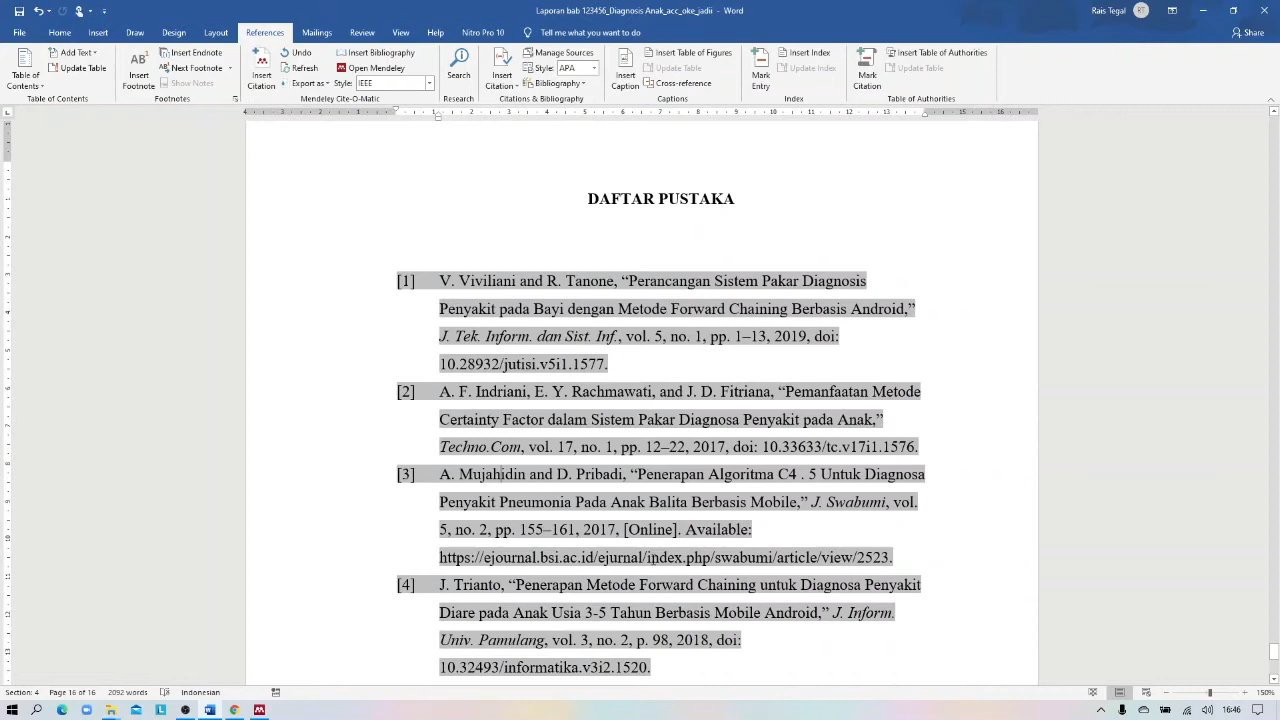 Laporan bab 123456_Diagnosa Anak_acc_oke_jadii - Word
Rais Tegal
File Home Insert Draw Design Layout References Mailings Review View Help Nitro Pro 10 Tell me what you want to do Share
Table of Contents
Add Text
Update Table
Table of Contents
AB1
Insert Footnote
Insert Endnote
Next Footnote
Show Notes
Footnotes
Insert Citation
Undo
Refresh
Export as
Insert Bibliography
Open Mendeley
Style: IEEE
Mendeley Cite-O-Matic
Search
Research
Insert Citation
Manage Sources
Style: APA
Bibliography
Citations & Bibliography
Insert Caption
Insert Table of Figures
Update Table
Cross-reference
Captions
Mark Entry
Insert Index
Update Index
Index
Mark Citation
Insert Table of Authorities
Update Table
Table of Authorities
DAFTAR PUSTAKA
[1] V. Viviliani and R. Tanone, “Perancangan Sistem Pakar Diagnosis
Penyakit pada Bayi dengan Metode Forward Chaining Berbasis Android,”
J. Tek. Inform. dan Sist. Inf., vol. 5, no. 1, pp. 1–13, 2019, doi:
10.28932/jutisi.v5i1.1577.
[2] A. F. Indriani, E. Y. Rachmawati, and J. D. Fitriana, “Pemanfaatan Metode
Certainty Factor dalam Sistem Pakar Diagnosa Penyakit pada Anak,”
Techno.Com, vol. 17, no. 1, pp. 12–22, 2017, doi: 10.33633/tc.v17i1.1576.
[3] A. Mujahidin and D. Pribadi, “Penerapan Algoritma C4 . 5 Untuk Diagnosa
Penyakit Pneumonia Pada Anak Balita Berbasis Mobile,” J. Swabumi, vol.
5, no. 2, pp. 155–161, 2017, [Online]. Available:
https://ejournal.bsi.ac.id/ejurnal/index.php/swabumi/article/view/2523.
[4] J. Trianto, “Penerapan Metode Forward Chaining untuk Diagnosa Penyakit
Diare pada Anak Usia 3-5 Tahun Berbasis Mobile Android,” J. Inform.
Univ. Pamulang, vol. 3, no. 2, p. 98, 2018, doi:
10.32493/informatika.v3i2.1520.
Section: 4 Page 16 of 16 2092 words Indonesian 150%
16:46